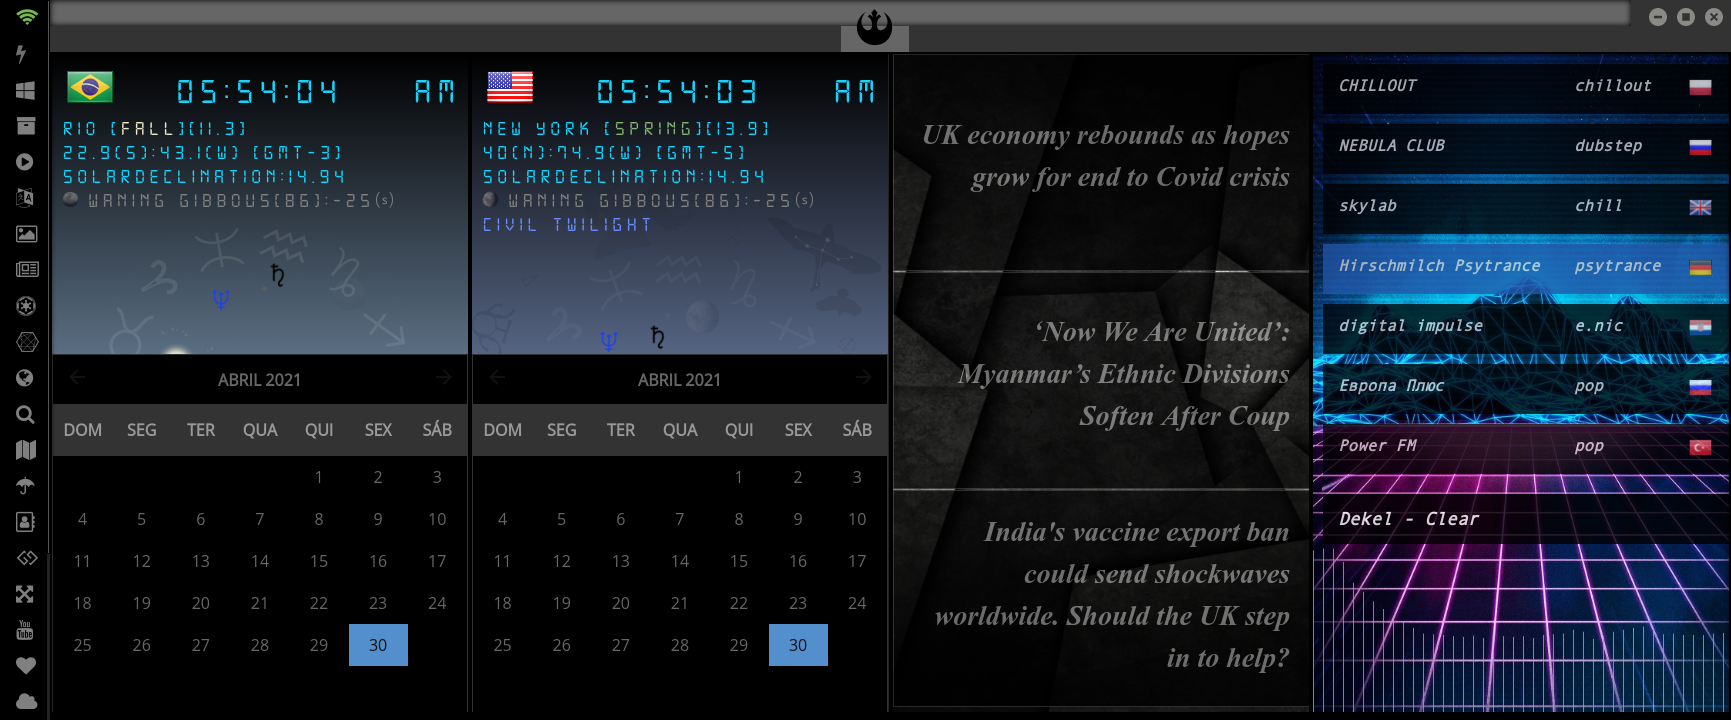 05:54:04 AM
RIO [FALL][11.3]
22.9(S):43.1(W) [GMT-3]
SOLARDECLINATION:14.94
WANING GIBBOUS[86]:-25(s)
ABRIL 2021
DOM SEG TER QUA QUI SEX SÁB
1 2 3
4 5 6 7 8 9 10
11 12 13 14 15 16 17
18 19 20 21 22 23 24
25 26 27 28 29 30
05:54:03 AM
NEW YORK [SPRING][13.9]
40(N):74.9(W) [GMT-5]
SOLARDECLINATION:14.94
WANING GIBBOUS[86]:-25(s)
CIVIL TWILIGHT
ABRIL 2021
DOM SEG TER QUA QUI SEX SÁB
1 2 3
4 5 6 7 8 9 10
11 12 13 14 15 16 17
18 19 20 21 22 23 24
25 26 27 28 29 30
UK economy rebounds as hopes
grow for end to Covid crisis
‘Now We Are United’:
Myanmar’s Ethnic Divisions
Soften After Coup
India's vaccine export ban
could send shockwaves
worldwide. Should the UK step
in to help?
CHILLOUT chillout
NEBULA CLUB dubstep
skylab chill
Hirschmilch Psytrance psytrance
digital impulse e.nic
Европа Плюс pop
Power FM pop
Dekel - Clear
You
Tube